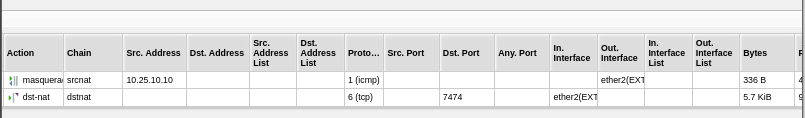 Action Chain Src. Address Dst. Address Src. Address List Dst. Address List Proto... Src. Port Dst. Port Any. Port In. Interface Out. Interface In. Interface List Out. Interface List Bytes
masquera srcnat 10.25.10.10 1 (icmp) ether2(EXT 336 B 4
dst-nat dstnat 6 (tcp) 7474 ether2(EXT 5.7 KiB 9